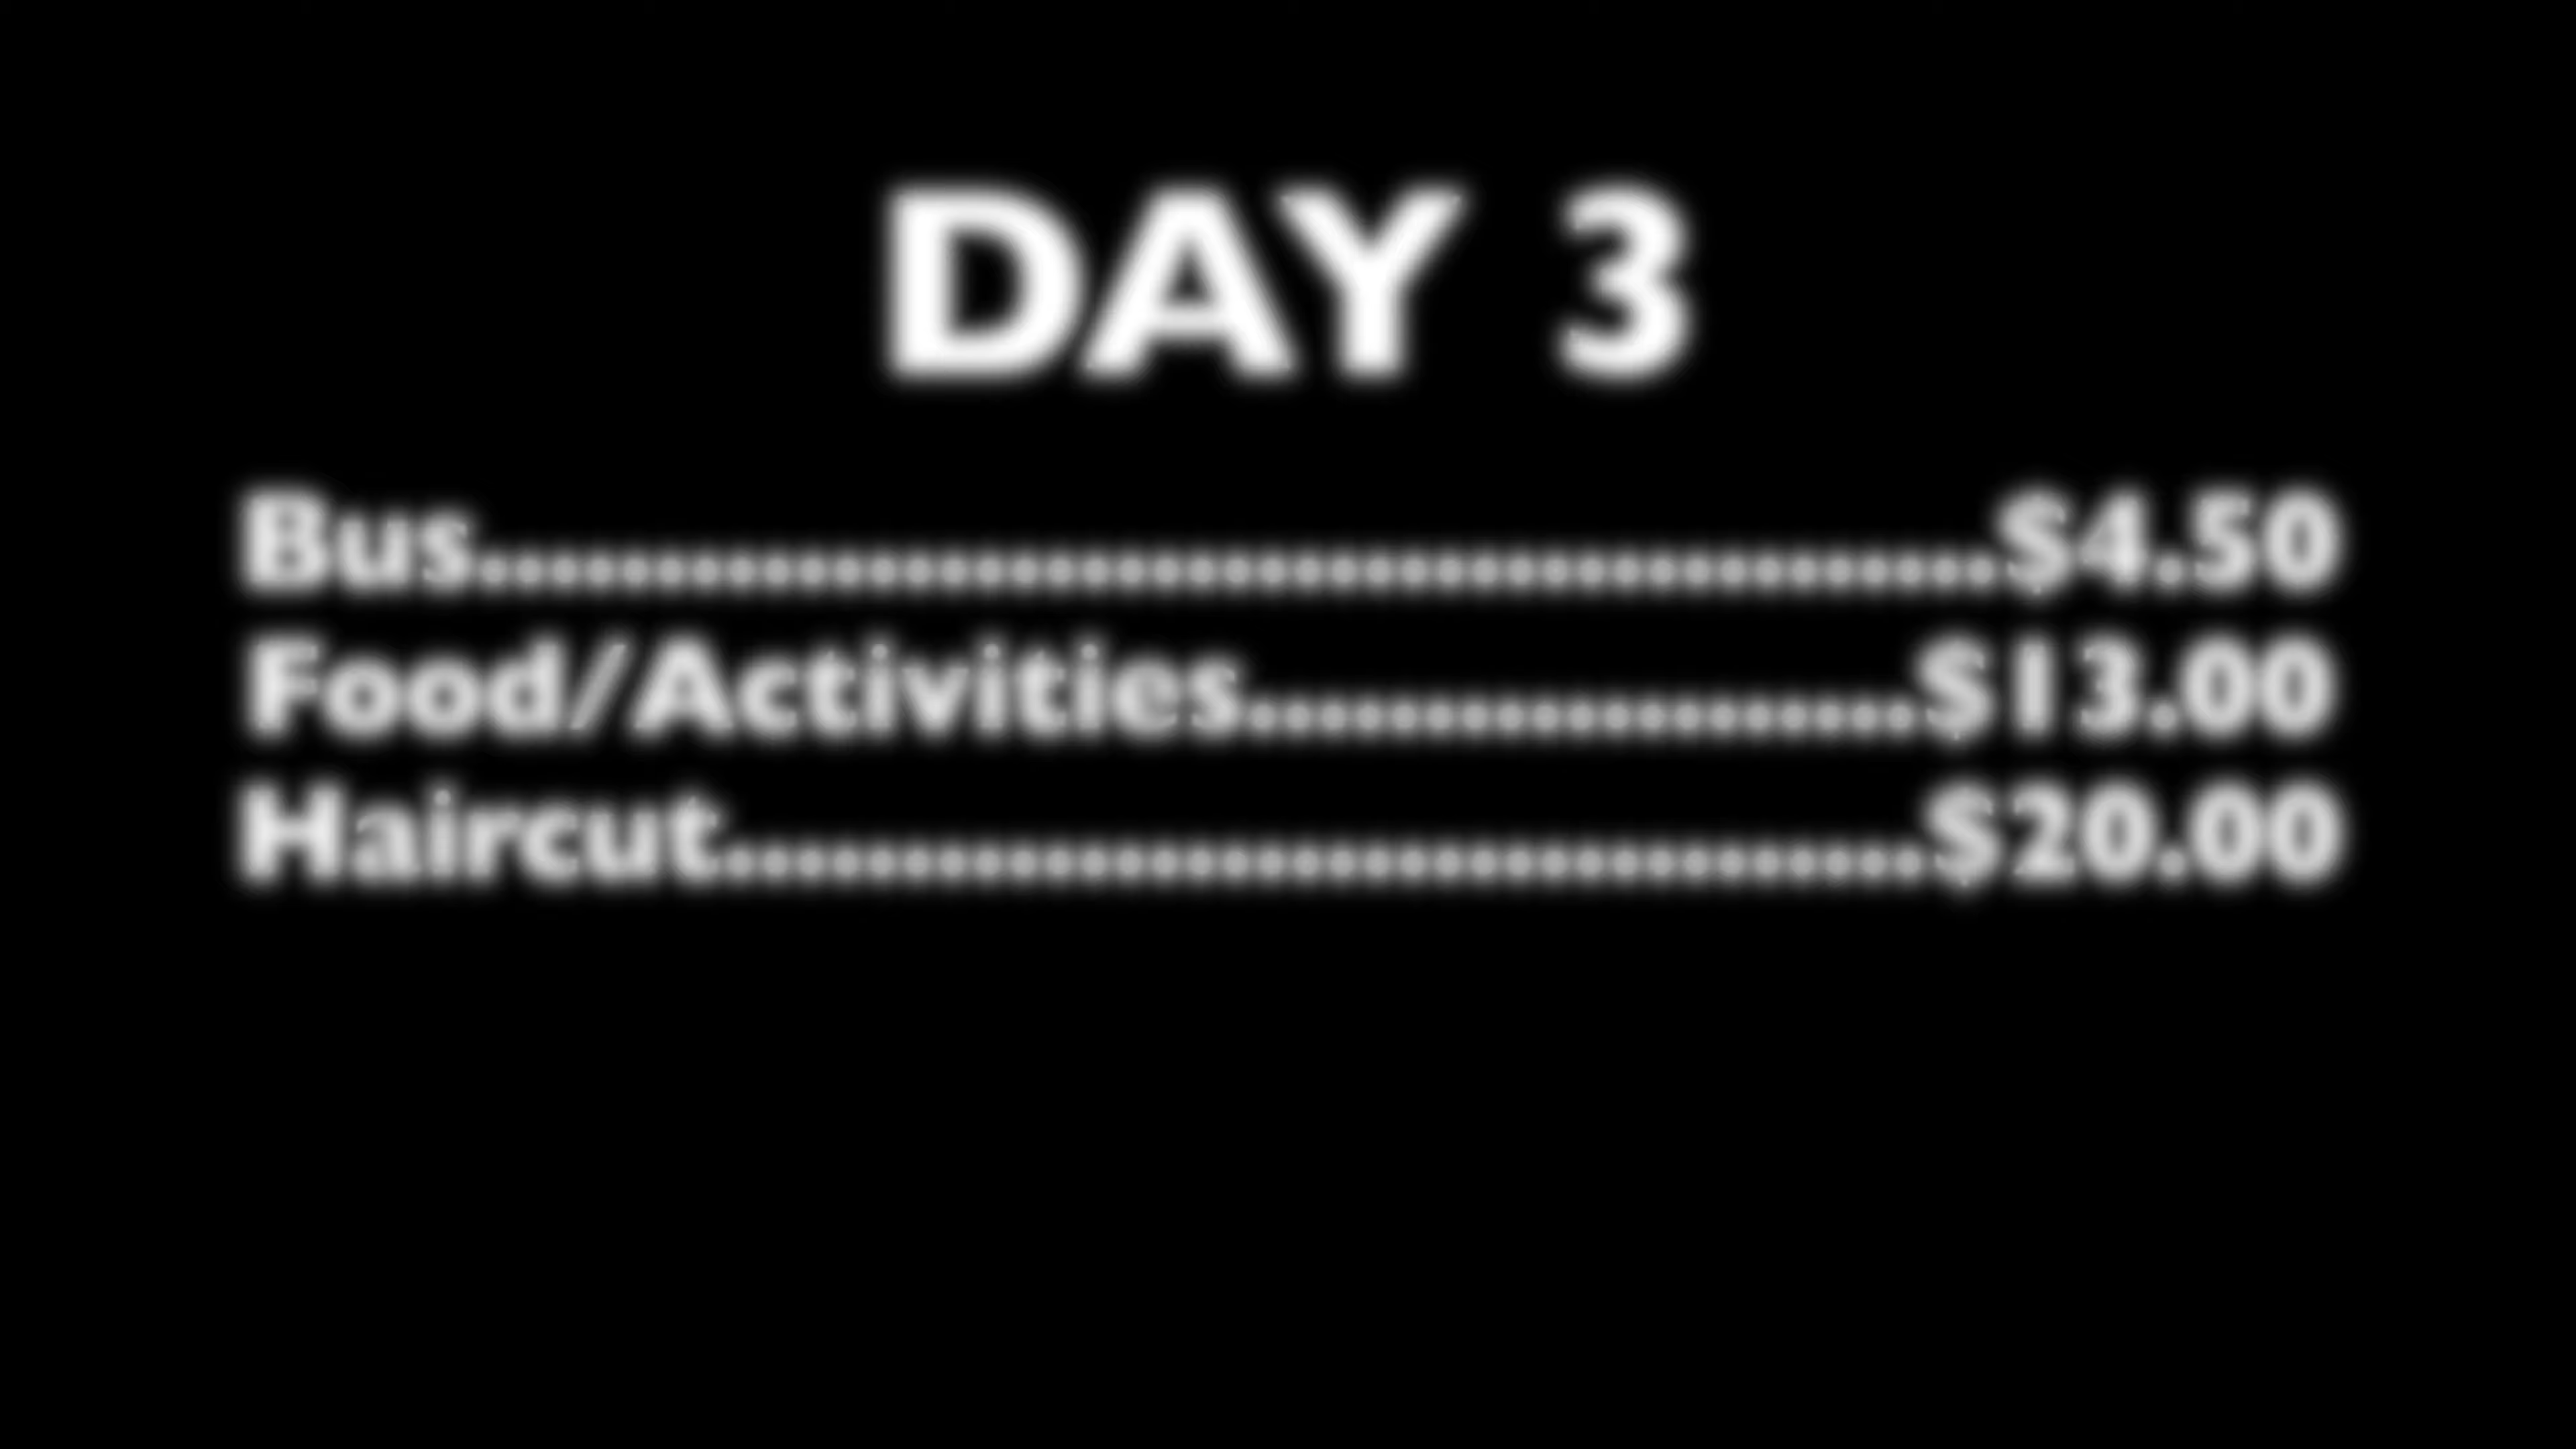 DAY 3
Bus...........................................$4.50
Food/Activities...................$13.00
Haircut..................................$20.00